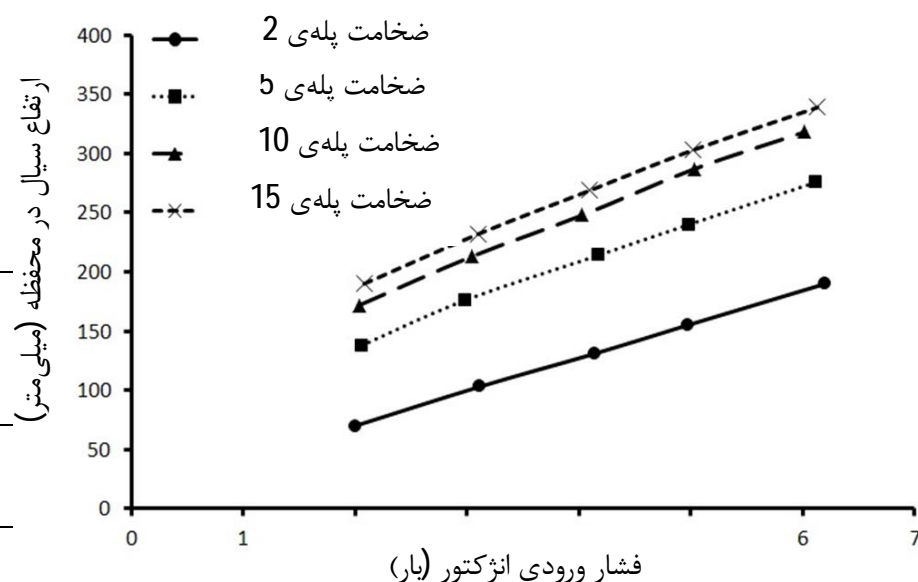 ضخامت پله‌ی 2
ضخامت پله‌ی 5
ضخامت پله‌ی 10
ضخامت پله‌ی 15
ارتفاع سیال در محفظه (میلی‌متر)
400
350
300
250
200
150
100
50
0
0 1 6 7
فشار ورودی انژکتور (بار)